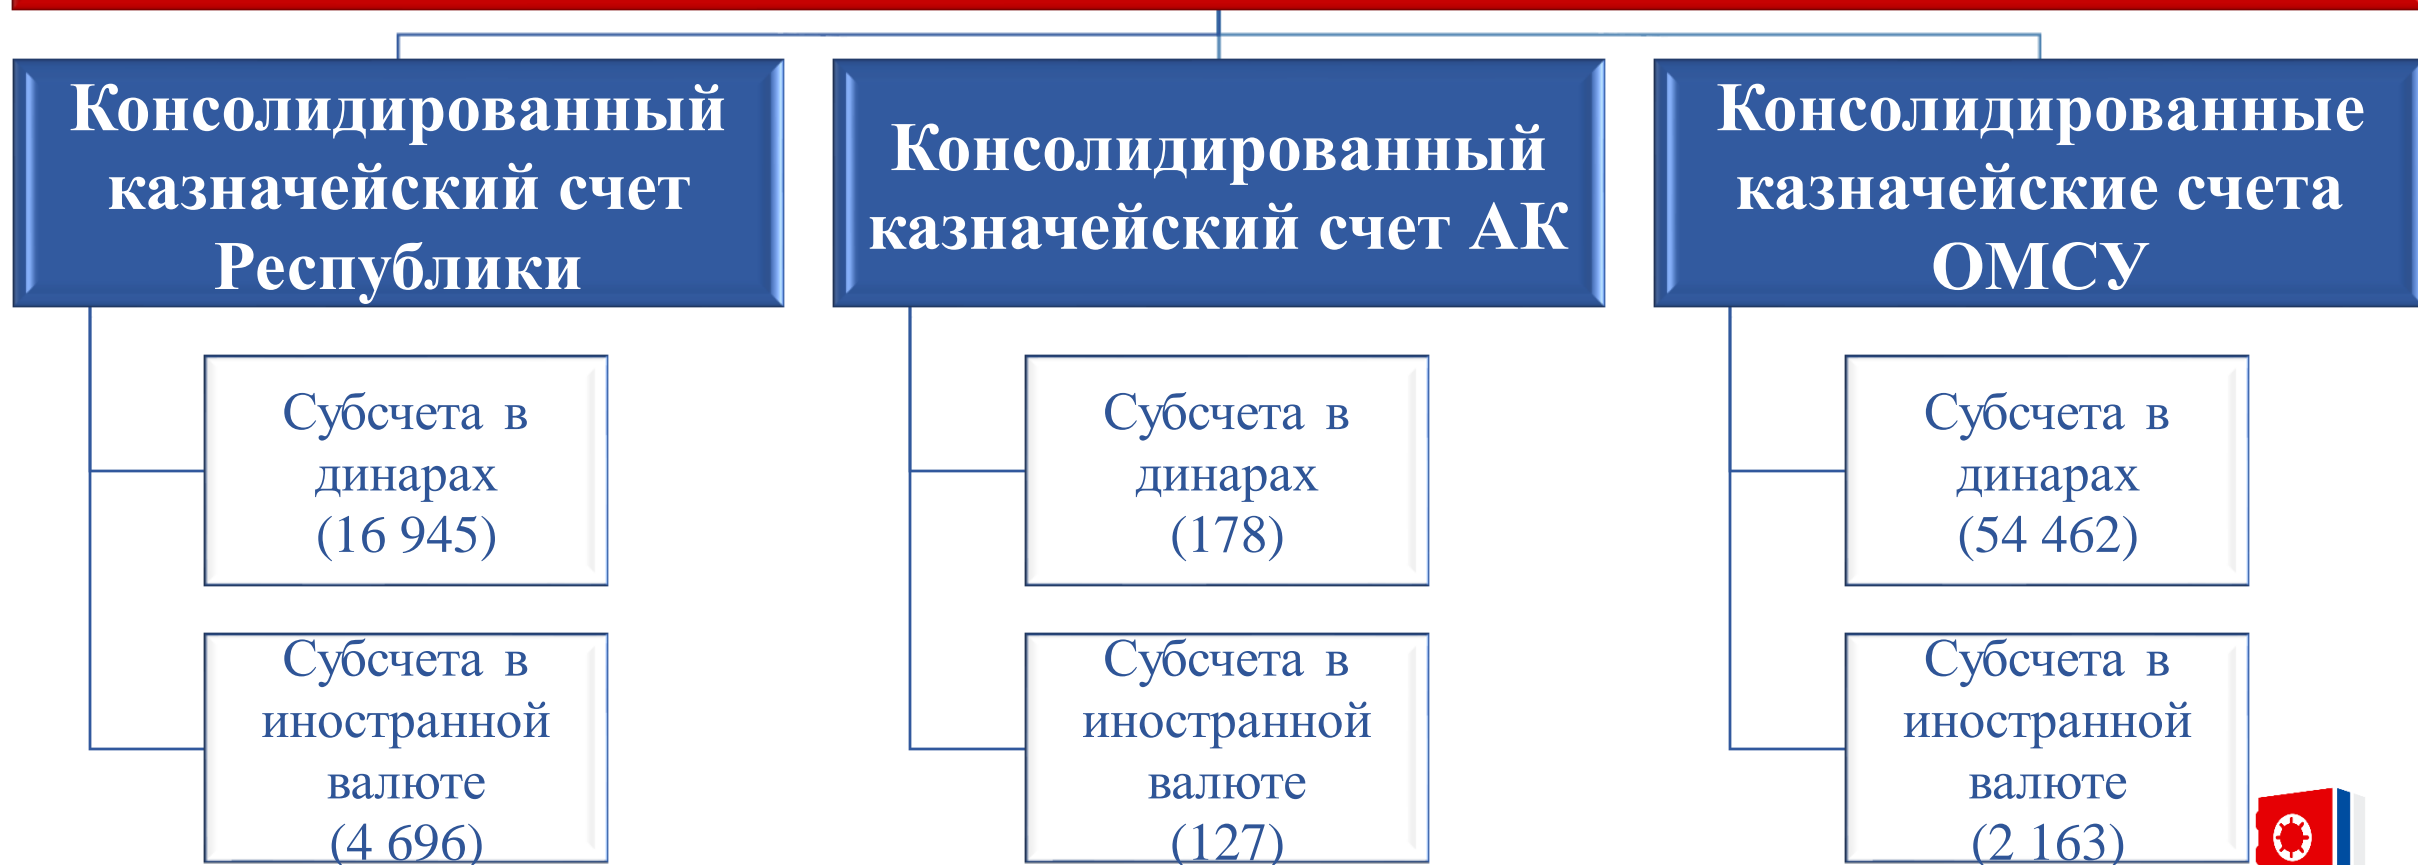 Консолидированный
казначейский счет
Республики
Субсчета в
динарах
(16 945)
Субсчета в
иностранной
валюте
(4 696)
Консолидированный
казначейский счет АК
Субсчета в
динарах
(178)
Субсчета в
иностранной
валюте
(127)
Консолидированные
казначейские счета
ОМСУ
Субсчета в
динарах
(54 462)
Субсчета в
иностранной
валюте
(2 163)